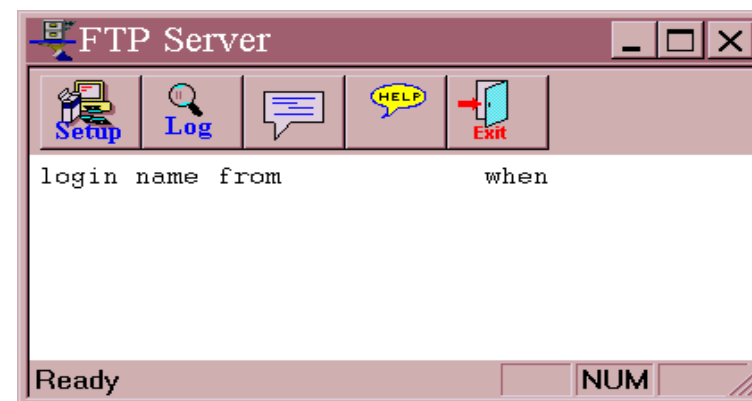 FTP Server
Setup Log HELP Exit
login name from when
Ready NUM